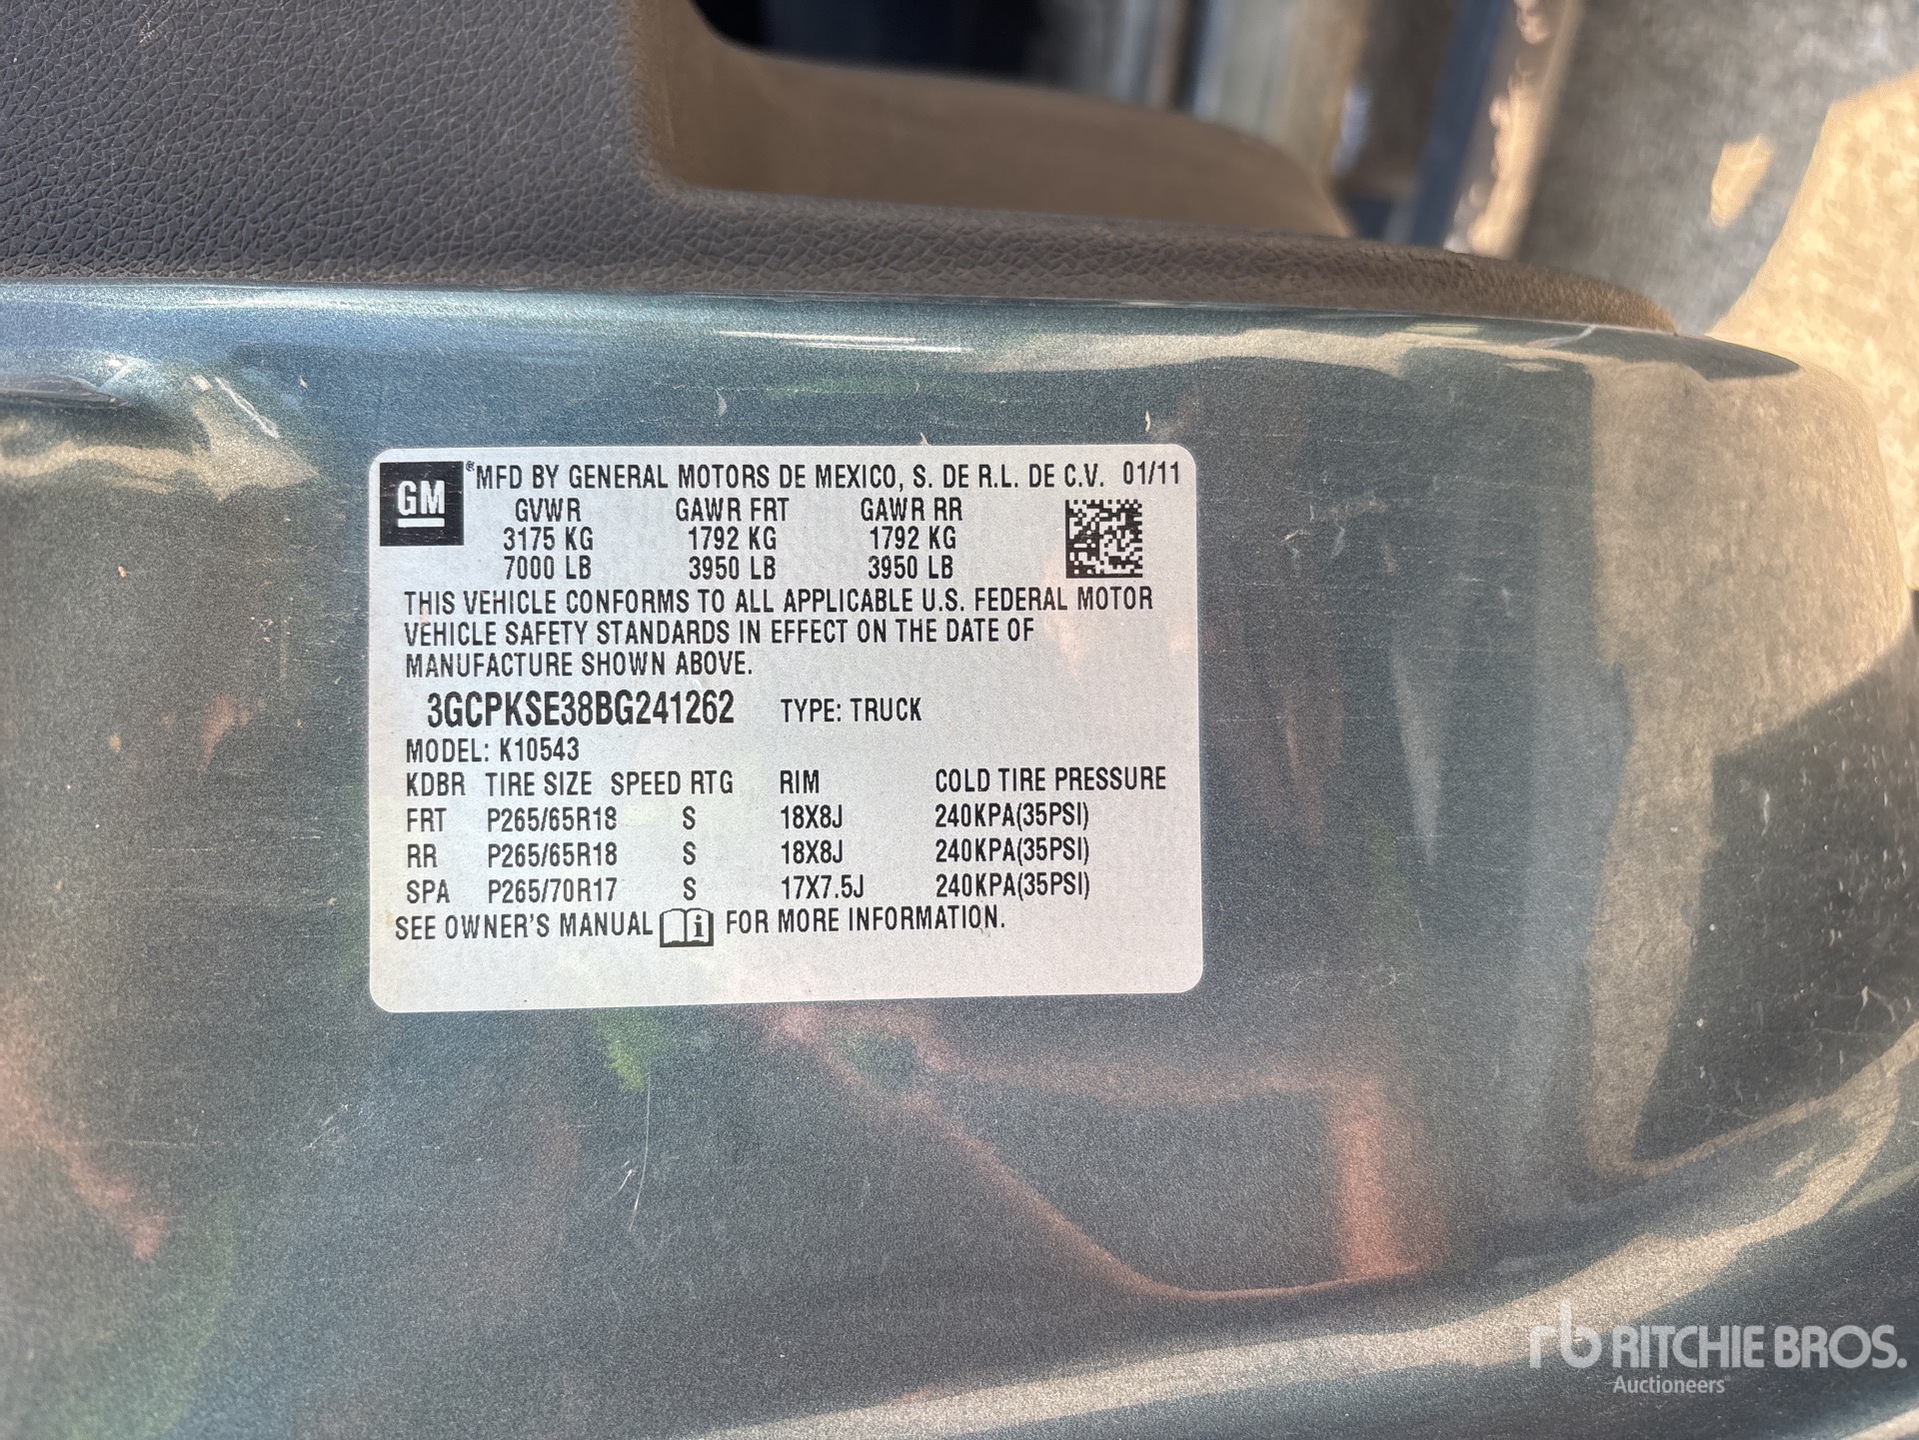 GM ® MFD BY GENERAL MOTORS DE MEXICO, S. DE R.L. DE C.V. 01/11
GVWR GAWR FRT GAWR RR
3175 KG 1792 KG 1792 KG
7000 LB 3950 LB 3950 LB
THIS VEHICLE CONFORMS TO ALL APPLICABLE U.S. FEDERAL MOTOR
VEHICLE SAFETY STANDARDS IN EFFECT ON THE DATE OF
MANUFACTURE SHOWN ABOVE.
3GCPKSE38BG241262 TYPE: TRUCK
MODEL: K10543
KDBR TIRE SIZE SPEED RTG RIM COLD TIRE PRESSURE
FRT P265/65R18 S 18X8J 240KPA(35PSI)
RR P265/65R18 S 18X8J 240KPA(35PSI)
SPA P265/70R17 S 17X7.5J 240KPA(35PSI)
SEE OWNER'S MANUAL i FOR MORE INFORMATION.
rb RITCHIE BROS.
Auctioneers